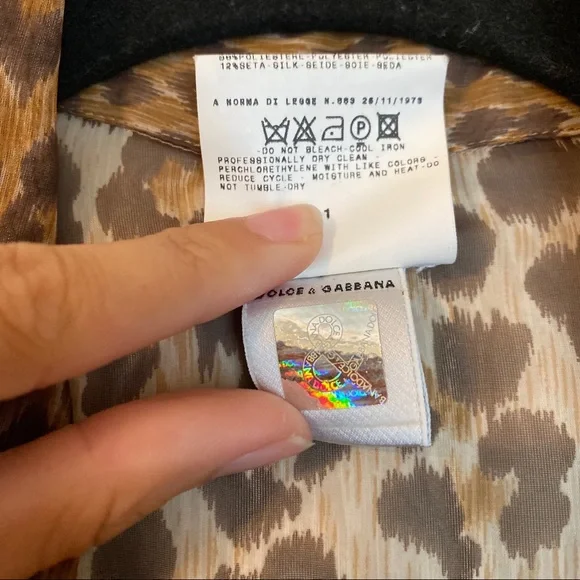 88%POLIESTERE-POLYESTER-POLYESTER
12%SETA-SILK-SEIDE-SOIE-SEDA
A NORMA DI LEGGE N.883 26/11/1973
P
-DO NOT BLEACH-COOL IRON
PROFESSIONALLY DRY CLEAN -
PERCHLORETHYLENE WITH LIKE COLORS -
REDUCE CYCLE - MOISTURE AND HEAT-DO
NOT TUMBLE-DRY
1
DOLCE & GABBANA
DOLCE